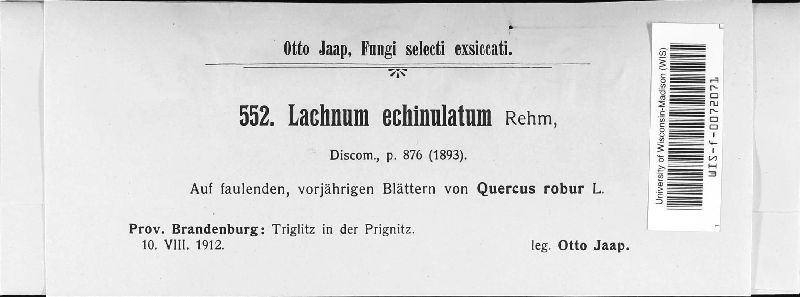 Otto Jaap, Fungi selecti exsiccati.
552. Lachnum echinulatum Rehm,
Discom., p. 876 (1893).
Auf faulenden, vorjährigen Blättern von Quercus robur L.
Prov. Brandenburg: Triglitz in der Prignitz.
10. VIII. 1912.
leg. Otto Jaap.
University of Wisconsin-Madison (WIS)
WIS-f-0072071